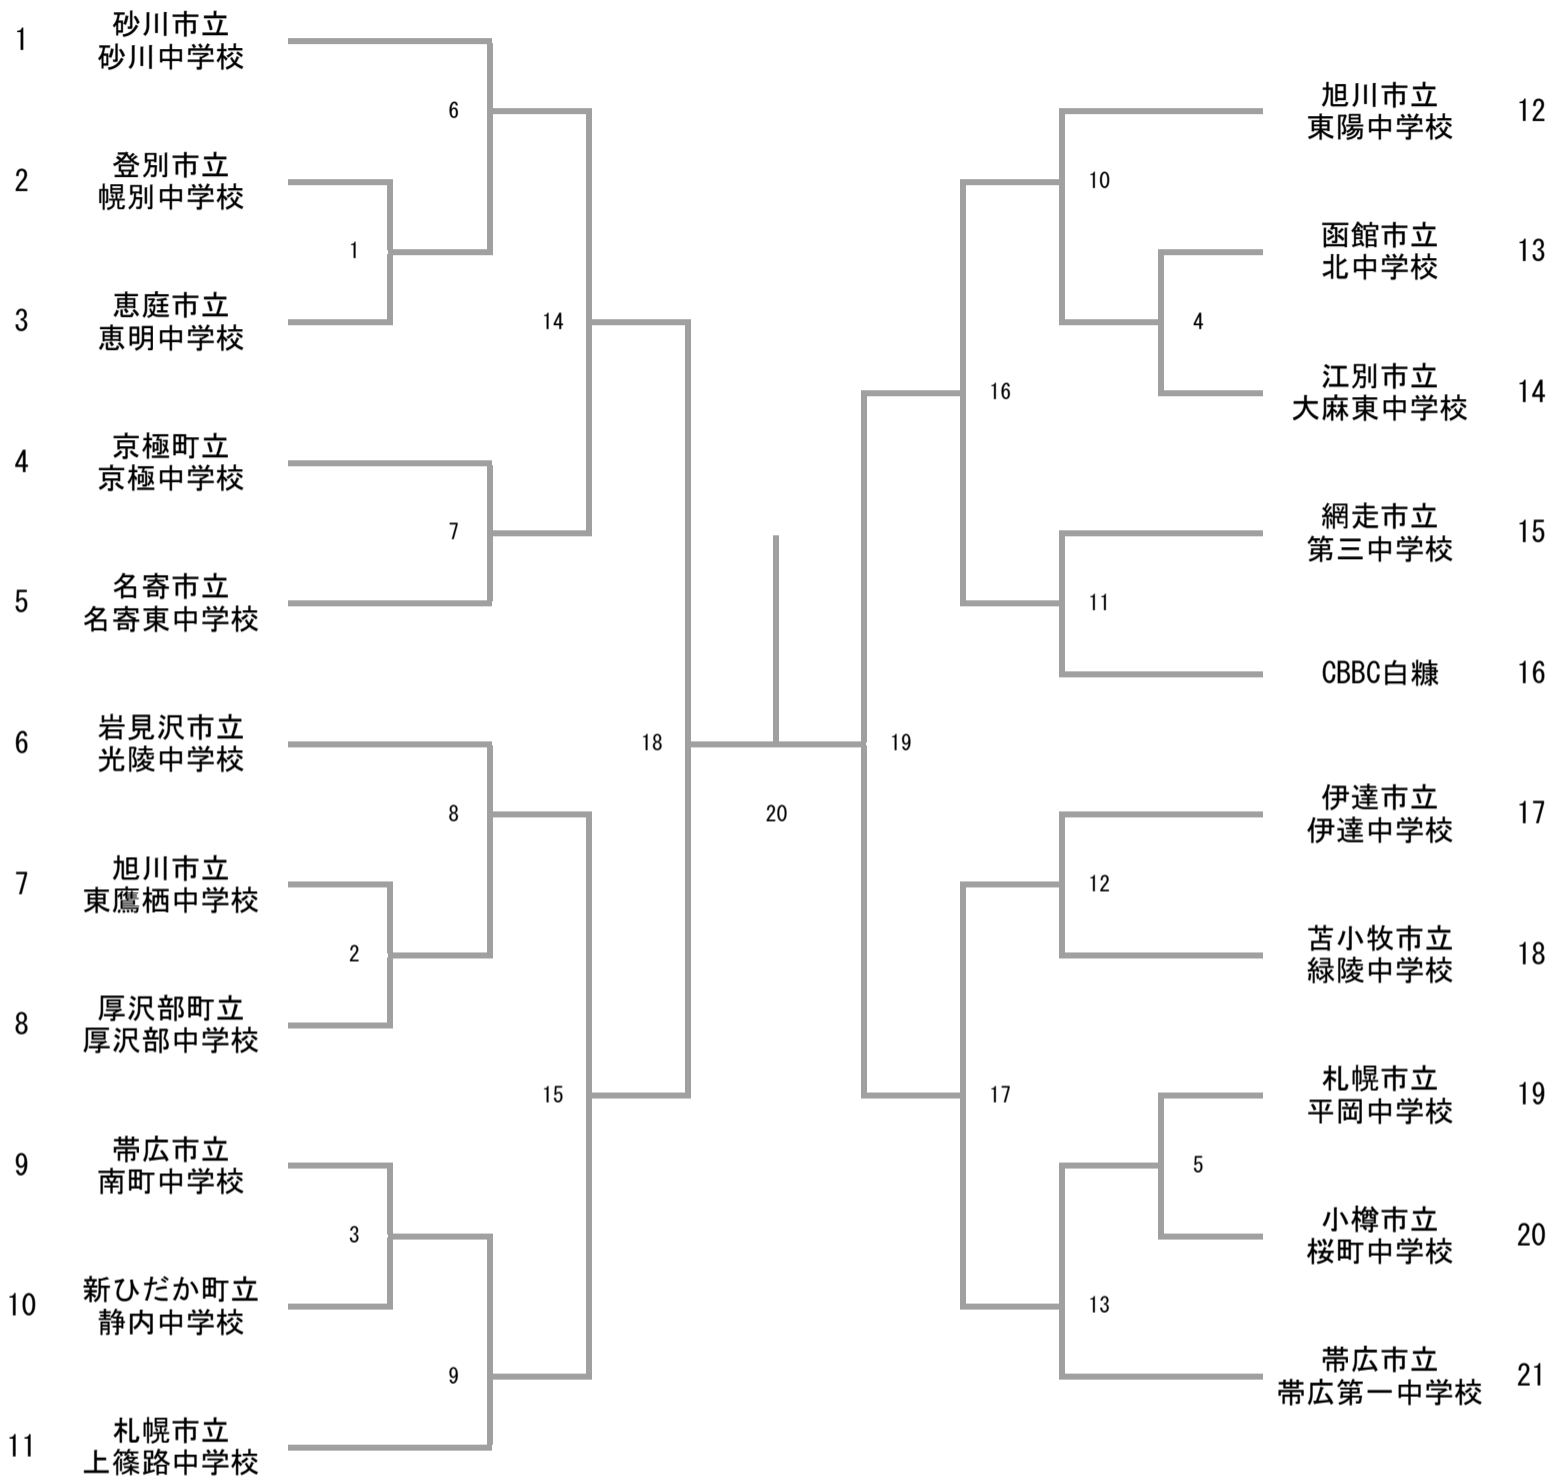 1
砂川市立
砂川中学校
6
2
登別市立
幌別中学校
1
3
恵庭市立
恵明中学校
14
4
京極町立
京極中学校
7
5
名寄市立
名寄東中学校
6
岩見沢市立
光陵中学校
18
8
7
旭川市立
東鷹栖中学校
2
8
厚沢部町立
厚沢部中学校
15
9
帯広市立
南町中学校
3
10
新ひだか町立
静内中学校
9
11
札幌市立
上篠路中学校
20
旭川市立
東陽中学校
12
10
函館市立
北中学校
13
4
江別市立
大麻東中学校
14
16
網走市立
第三中学校
15
11
CBBC白糠
16
19
伊達市立
伊達中学校
17
12
苫小牧市立
緑陵中学校
18
17
札幌市立
平岡中学校
19
5
小樽市立
桜町中学校
20
13
帯広市立
帯広第一中学校
21